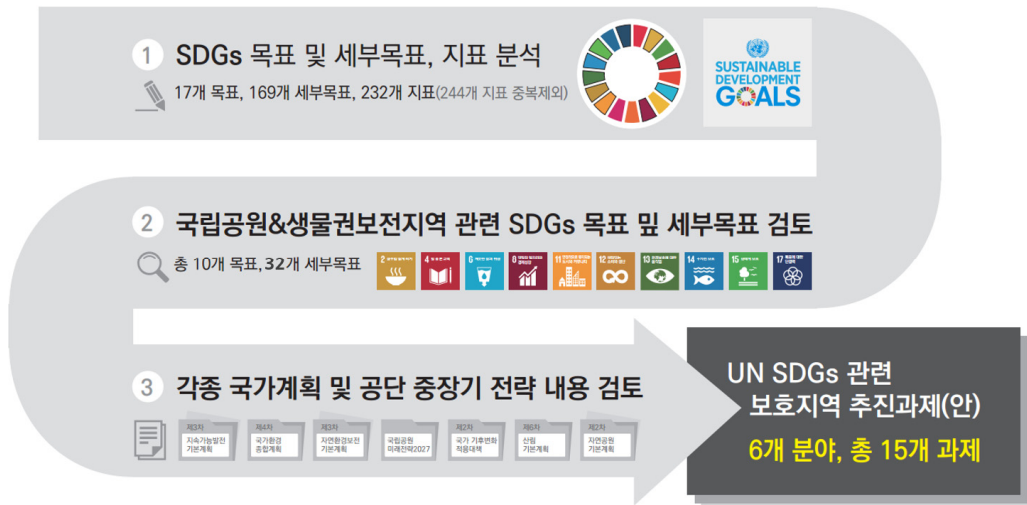 1 SDGs 목표 및 세부목표, 지표 분석
17개 목표, 169개 세부목표, 232개 지표(244개 지표 중복제외)
SUSTAINABLE
DEVELOPMENT
GOALS
2 국립공원&생물권보전지역 관련 SDGs 목표 및 세부목표 검토
총 10개 목표, 32개 세부목표
2
4
6
8
11
12
13
14
15
17
3 각종 국가계획 및 공단 중장기 전략 내용 검토
제3차
지속가능발전
기본계획
제4차
국가환경
종합계획
제3차
자연환경보전
기본계획
국립공원
미래전략2027
제2차
국가 기후변화
적응대책
제6차
산림
기본계획
제2차
자연공원
기본계획
UN SDGs 관련
보호지역 추진과제(안)
6개 분야, 총 15개 과제